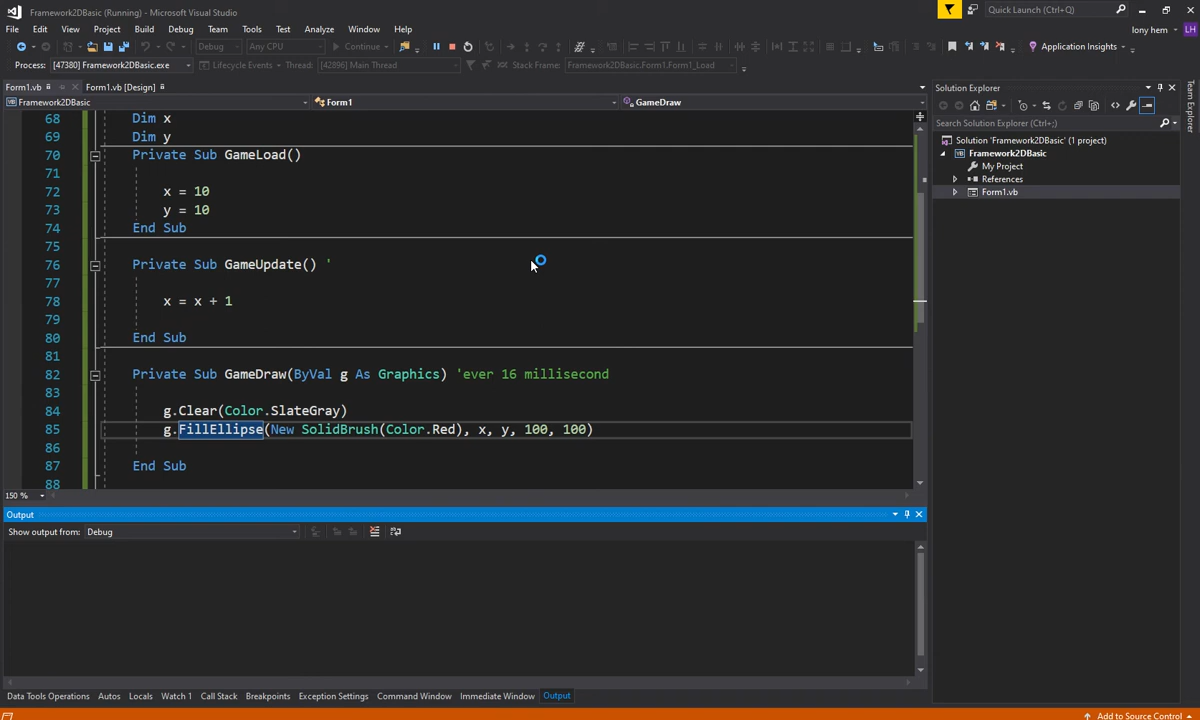 Framework2DBasic (Running) - Microsoft Visual Studio
Quick Launch (Ctrl+Q)
File Edit View Project Build Debug Team Tools Test Analyze Window Help
lony hem LH
Debug Any CPU Continue Application Insights
Process: [47380] Framework2DBasic.exe Lifecycle Events Thread: [42896] Main Thread Stack Frame: Framework2DBasic.Form1.Form1_Load
Form1.vb Form1.vb [Design]
Framework2DBasic Form1 GameDraw
68 Dim x
69 Dim y
70 Private Sub GameLoad()
71
72 x = 10
73 y = 10
74 End Sub
75
76 Private Sub GameUpdate() '
77
78 x = x + 1
79
80 End Sub
81
82 Private Sub GameDraw(ByVal g As Graphics) 'ever 16 millisecond
83
84 g.Clear(Color.SlateGray)
85 g.FillEllipse(New SolidBrush(Color.Red), x, y, 100, 100)
86
87 End Sub
88
150 %
Output
Show output from: Debug
Data Tools Operations Autos Locals Watch 1 Call Stack Breakpoints Exception Settings Command Window Immediate Window Output
Solution Explorer
Search Solution Explorer (Ctrl+;)
Solution 'Framework2DBasic' (1 project)
Framework2DBasic
My Project
References
Form1.vb
Team Explorer
Properties
Add to Source Control